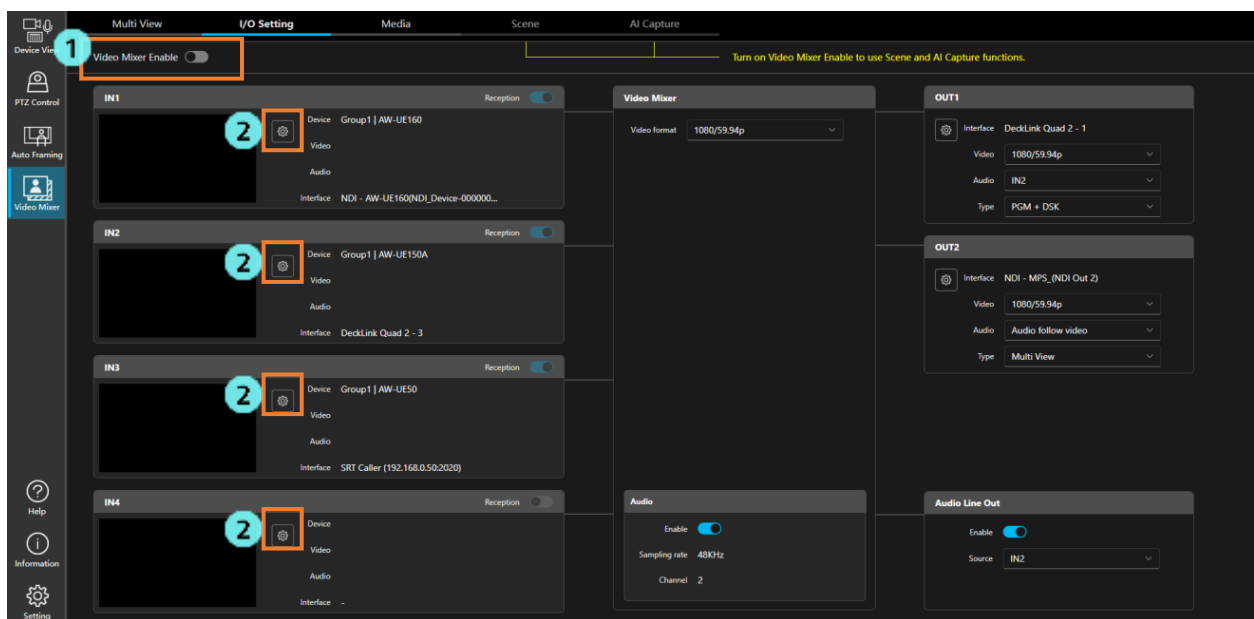 Multi View
I/O Setting
Media
Scene
AI Capture
Device View
PTZ Control
Auto Framing
Video Mixer
Help
Information
Setting
1
Video Mixer Enable
Turn on Video Mixer Enable to use Scene and AI Capture functions.
IN1
Reception
2
Device Group1 | AW-UE160
Video
Audio
Interface NDI - AW-UE160(NDI_Device-000000...
IN2
Reception
2
Device Group1 | AW-UE150A
Video
Audio
Interface DeckLink Quad 2 - 3
IN3
Reception
2
Device Group1 | AW-UE50
Video
Audio
Interface SRT Caller (192.168.0.50:2020)
IN4
Reception
2
Device
Video
Audio
Interface -
Video Mixer
Video format 1080/59.94p
Audio
Enable
Sampling rate 48KHz
Channel 2
OUT1
Interface DeckLink Quad 2 - 1
Video 1080/59.94p
Audio IN2
Type PGM + DSK
OUT2
Interface NDI - MPS_(NDI Out 2)
Video 1080/59.94p
Audio Audio follow video
Type Multi View
Audio Line Out
Enable
Source IN2